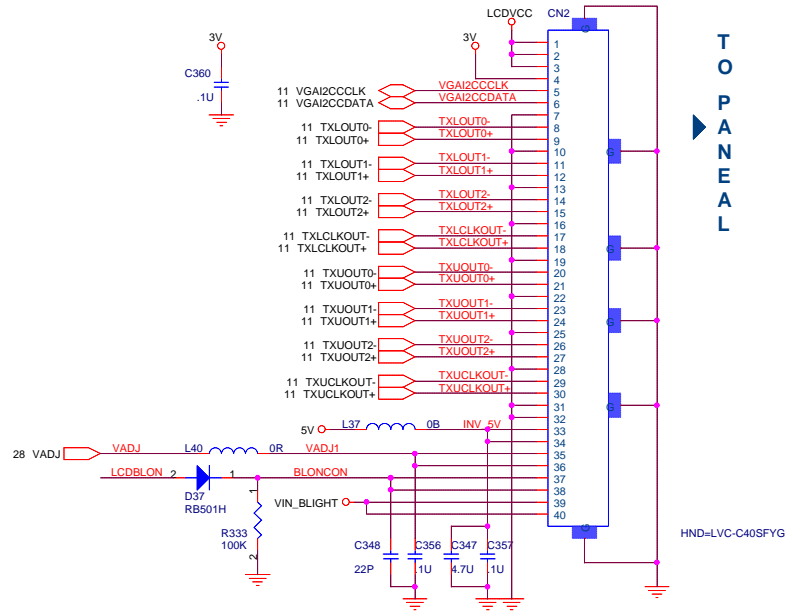 LCDVCC
CN2
G
3V
3V
C360
.1U
1
2
3
4
11 VGAI2CCCLK
VGAI2CCCLK
5
11 VGAI2CCDATA
VGAI2CCDATA
6
7
11 TXLOUT0-
TXLOUT0-
8
11 TXLOUT0+
TXLOUT0+
9
10
G
11 TXLOUT1-
TXLOUT1-
11
11 TXLOUT1+
TXLOUT1+
12
13
11 TXLOUT2-
TXLOUT2-
14
11 TXLOUT2+
TXLOUT2+
15
16
11 TXLCLKOUT-
TXLCLKOUT-
17
11 TXLCLKOUT+
TXLCLKOUT+
18
G
19
11 TXUOUT0-
TXUOUT0-
20
11 TXUOUT0+
TXUOUT0+
21
22
11 TXUOUT1-
TXUOUT1-
23
11 TXUOUT1+
TXUOUT1+
24
G
25
11 TXUOUT2-
TXUOUT2-
26
11 TXUOUT2+
TXUOUT2+
27
28
11 TXUCLKOUT-
TXUCLKOUT-
29
11 TXUCLKOUT+
TXUCLKOUT+
30
31
G
32
5V
L37
0B
INV_5V
33
34
28 VADJ
VADJ
L40
0R
VADJ1
35
36
LCDBLON
2
1
BLONCON
37
D37
RB501H
38
VIN_BLIGHT
39
40
G
1
R333
100K
2
C348
22P
C356
.1U
C347
4.7U
C357
.1U
HND=LVC-C40SFYG
TO PANEAL